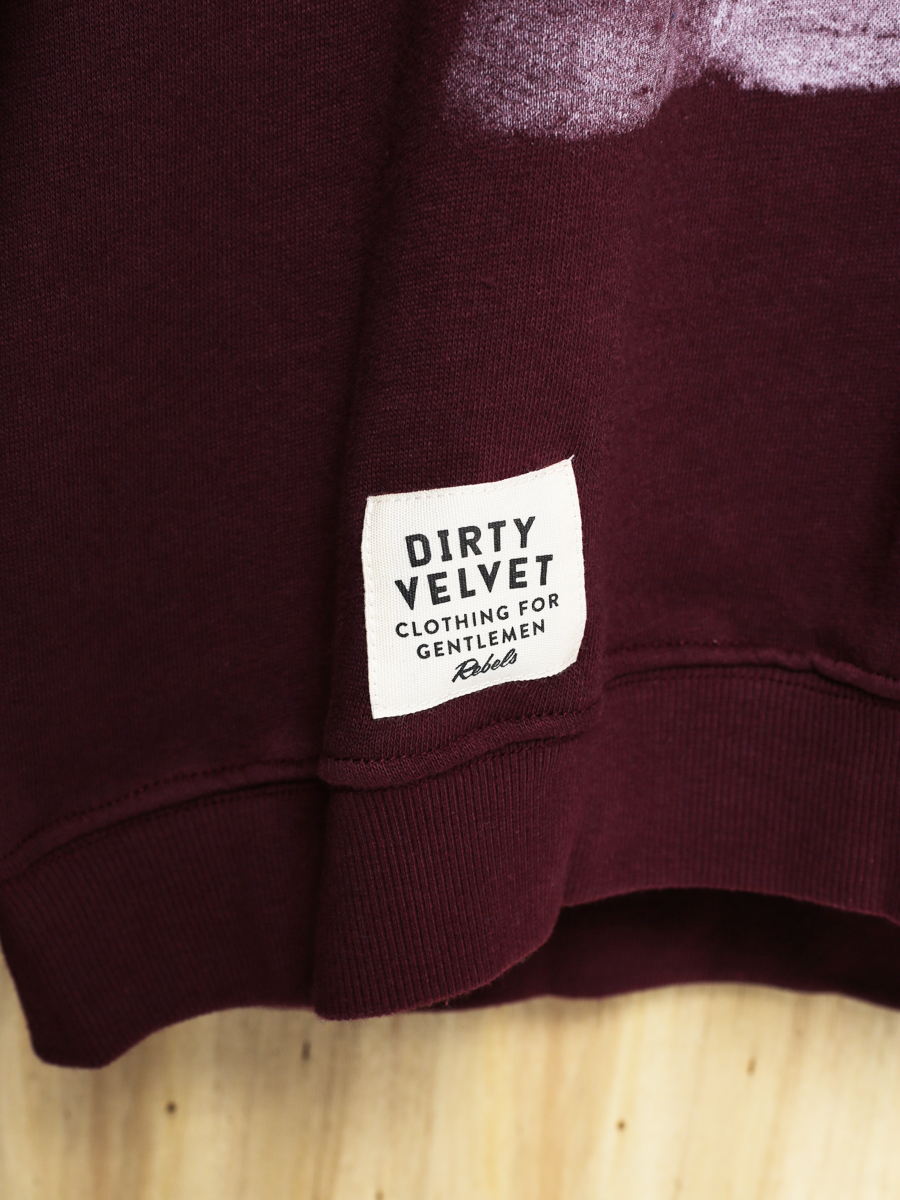 DIRTY
VELVET
CLOTHING FOR
GENTLEMEN
Rebels